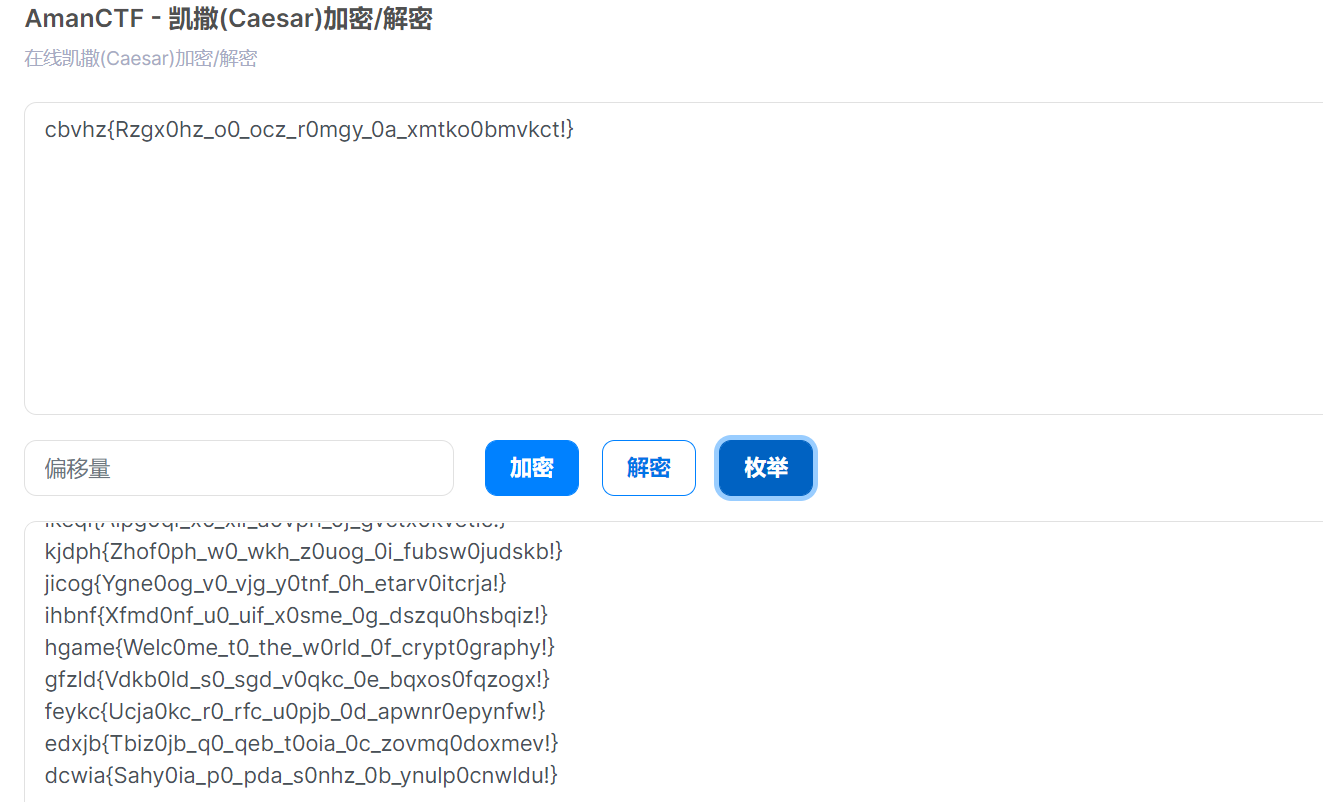 AmanCTF - 凯撒(Caesar)加密/解密
在线凯撒(Caesar)加密/解密
cbvhz{Rzgx0hz_o0_ocz_r0mgy_0a_xmtko0bmvkct!}
偏移量 加密 解密 枚举
kjdph{Zhof0ph_w0_wkh_z0uog_0i_fubsw0judskb!}
jicog{Ygne0og_v0_vjg_y0tnf_0h_etarv0itcrja!}
ihbnf{Xfmd0nf_u0_uif_x0sme_0g_dszqu0hsbqiz!}
hgame{Welc0me_t0_the_w0rld_0f_crypt0graphy!}
gfzld{Vdkb0ld_s0_sgd_v0qkc_0e_bqxos0fqzogx!}
feykc{Ucja0kc_r0_rfc_u0pjb_0d_apwnr0epynfw!}
edxjb{Tbiz0jb_q0_qeb_t0oia_0c_zovmq0doxmev!}
dcwia{Sahy0ia_p0_pda_s0nhz_0b_ynulp0cnwldu!}